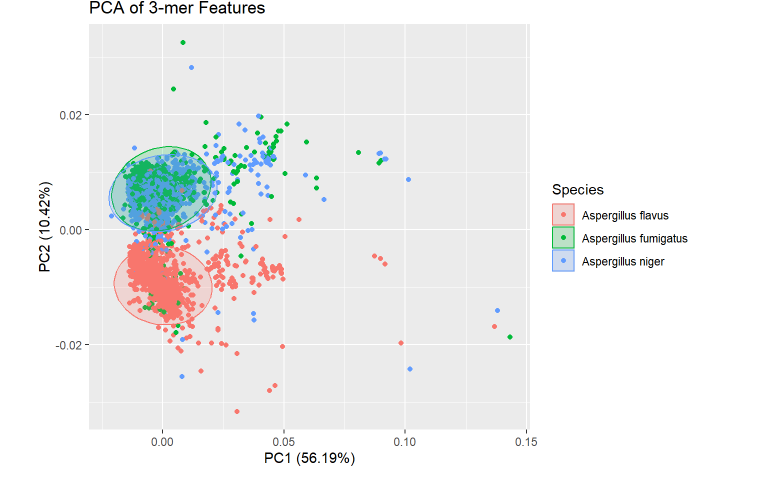 PCA of 3-mer Features
0.02
0.00
-0.02
PC2 (10.42%)
0.00 0.05 0.10 0.15
PC1 (56.19%)
Species
Aspergillus flavus
Aspergillus fumigatus
Aspergillus niger